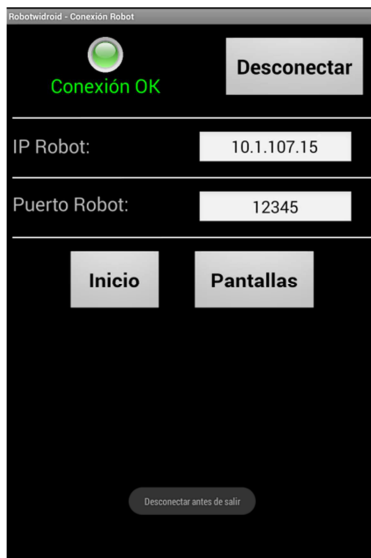 Robotwidroid - Conexión Robot
Conexión OK
Desconectar
IP Robot:
10.1.107.15
Puerto Robot:
12345
Inicio
Pantallas
Desconectar antes de salir